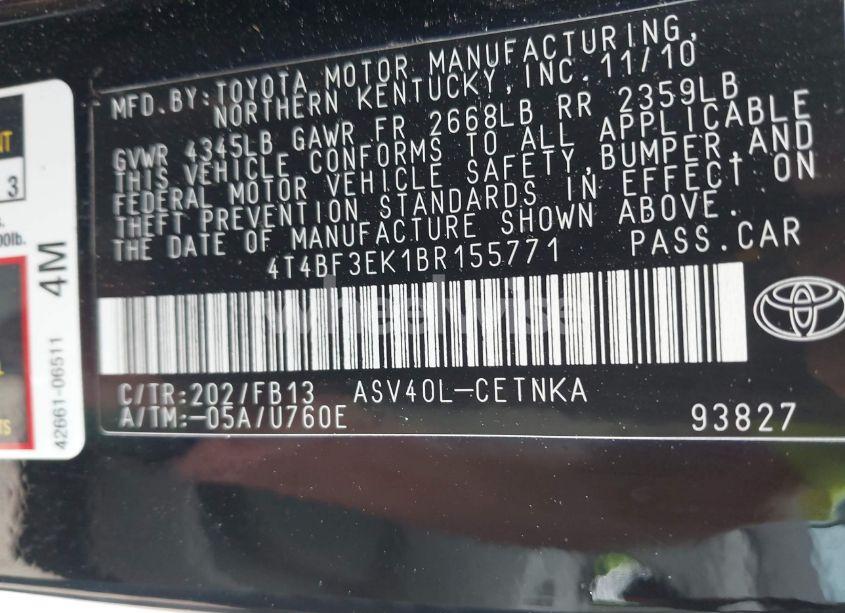 MFD.BY:TOYOTA MOTOR MANUFACTURING,
NORTHERN KENTUCKY, INC. 11/10
GVWR 4345LB GAWR FR 2668LB RR 2359LB
THIS VEHICLE CONFORMS TO ALL APPLICABLE
FEDERAL MOTOR VEHICLE SAFETY, BUMPER, AND
THEFT PREVENTION STANDARDS IN EFFECT ON
THE DATE OF MANUFACTURE SHOWN ABOVE.
4T4BF3EK1BR155771 PASS.CAR
wheelwise
C/TR:202/FB13 ASV40L-CETNKA
A/TM:-05A/U760E
93827
3
4M
42661-06511